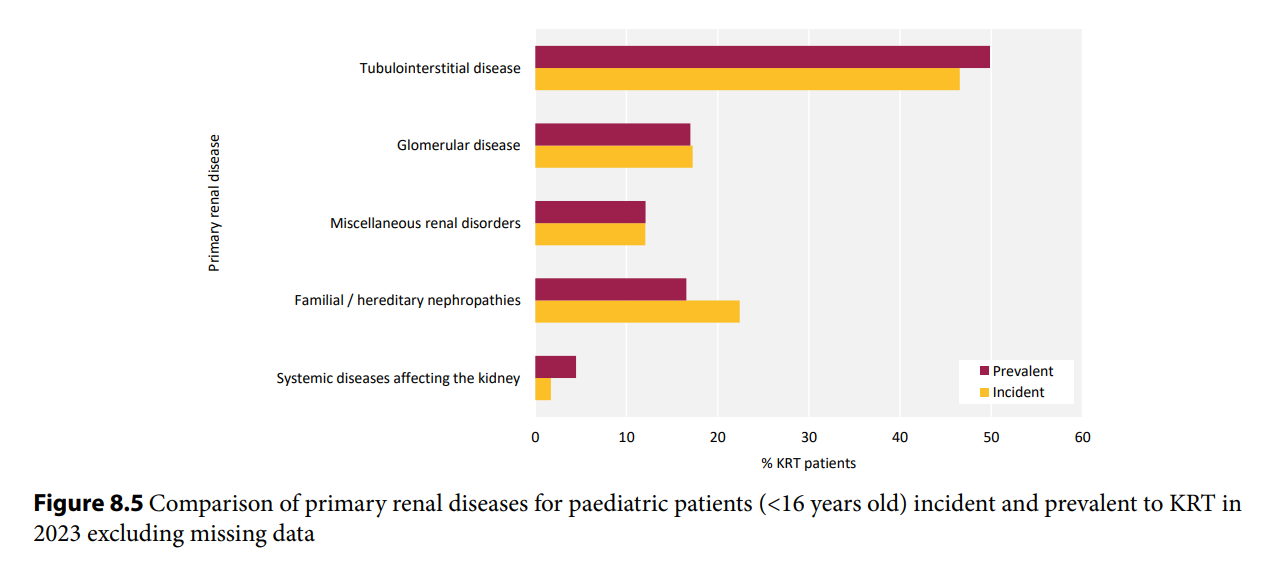 Primary renal disease
Tubulointerstitial disease
Glomerular disease
Miscellaneous renal disorders
Familial / hereditary nephropathies
Systemic diseases affecting the kidney
Prevalent
Incident
0 10 20 30 40 50 60
% KRT patients
Figure 8.5 Comparison of primary renal diseases for paediatric patients (<16 years old) incident and prevalent to KRT in
2023 excluding missing data